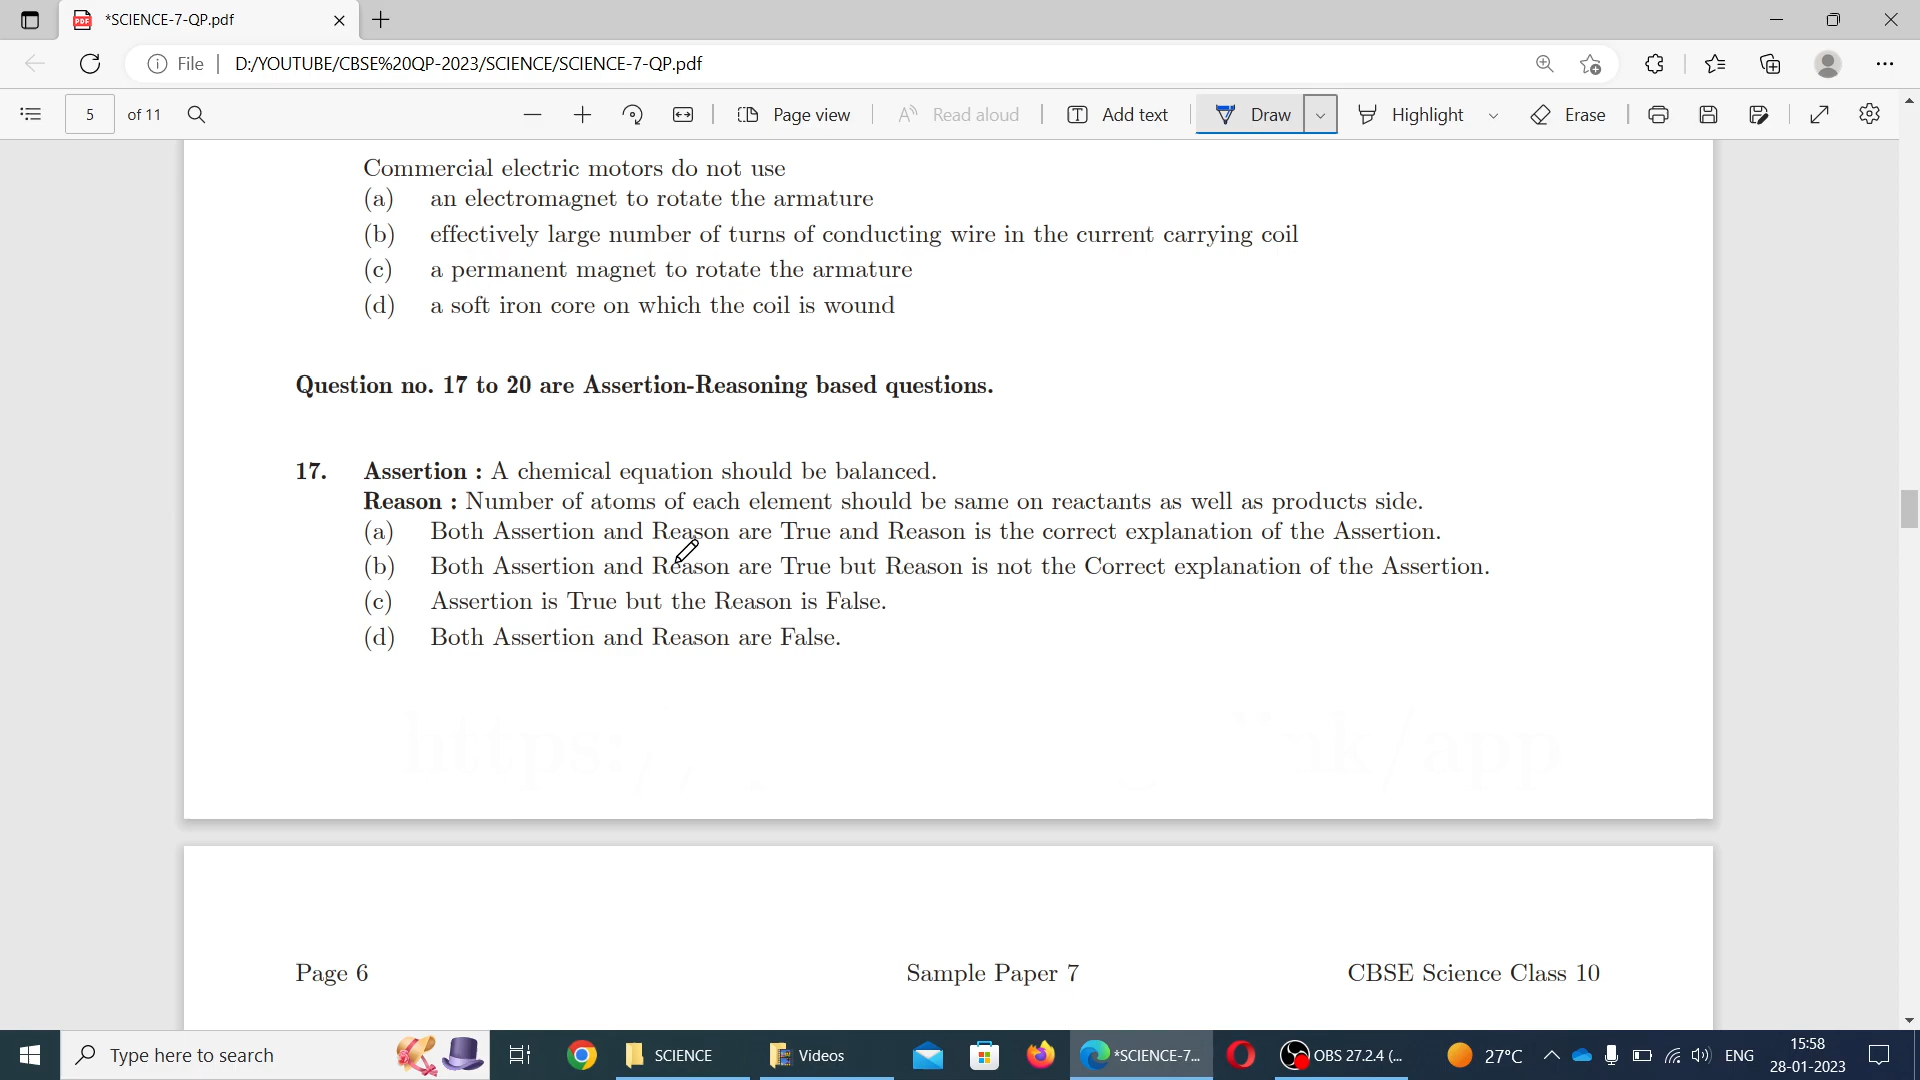 *SCIENCE-7-QP.pdf
File
D:/YOUTUBE/CBSE%20QP-2023/SCIENCE/SCIENCE-7-QP.pdf
5 of 11
Page view
Read aloud
Add text
Draw
Highlight
Erase
Commercial electric motors do not use
(a) an electromagnet to rotate the armature
(b) effectively large number of turns of conducting wire in the current carrying coil
(c) a permanent magnet to rotate the armature
(d) a soft iron core on which the coil is wound
Question no. 17 to 20 are Assertion-Reasoning based questions.
17. Assertion : A chemical equation should be balanced.
Reason : Number of atoms of each element should be same on reactants as well as products side.
(a) Both Assertion and Reason are True and Reason is the correct explanation of the Assertion.
(b) Both Assertion and Reason are True but Reason is not the Correct explanation of the Assertion.
(c) Assertion is True but the Reason is False.
(d) Both Assertion and Reason are False.
Page 6 Sample Paper 7 CBSE Science Class 10
Type here to search
SCIENCE
Videos
*SCIENCE-7...
OBS 27.2.4 (...
27°C
ENG
15:58
28-01-2023